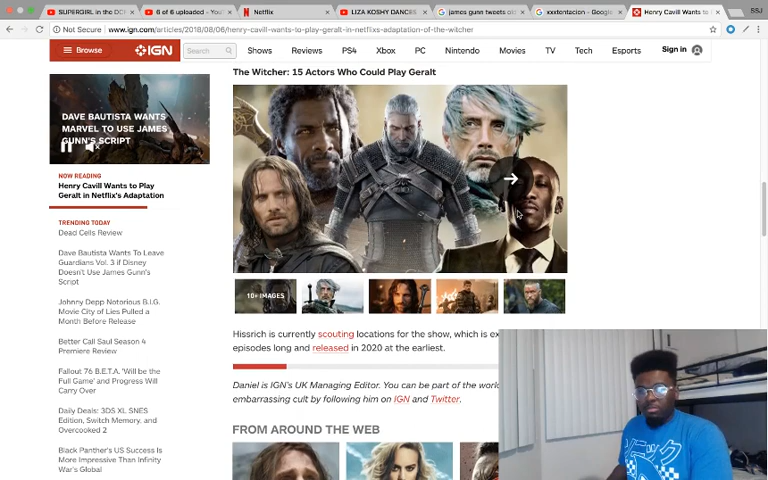 SUPERGIRL in the DC
6 of 6 uploaded - You
Netflix
LIZA KOSHY DANCES
james gunn tweets
xxxtentacion - Google
Henry Cavill Wants to
SSJ
Not Secure
www.ign.com/articles/2018/08/06/henry-cavill-wants-to-play-geralt-in-netflixs-adaptation-of-the-witcher
Browse
IGN
Search
Shows
Reviews
PS4
Xbox
PC
Nintendo
Movies
TV
Tech
Esports
Sign in
The Witcher: 15 Actors Who Could Play Geralt
DAVE BAUTISTA WANTS
MARVEL TO USE JAMES
GUNN'S SCRIPT
NOW READING
Henry Cavill Wants to Play
Geralt in Netflix's Adaptation
TRENDING TODAY
Dead Cells Review
Dave Bautista Wants To Leave
Guardians Vol. 3 if Disney
Doesn't Use James Gunn's
Script
Johnny Depp Notorious B.I.G.
Movie City of Lies Pulled a
Month Before Release
Better Call Saul Season 4
Premiere Review
Fallout 76 B.E.T.A. 'Will be the
Full Game' and Progress Will
Carry Over
Daily Deals: 3DS XL SNES
Edition, Switch Memory, and
Overcooked 2
Black Panther's US Success Is
More Impressive Than Infinity
War's Global
10+ IMAGES
Hissrich is currently scouting locations for the show, which is ex
episodes long and released in 2020 at the earliest.
Daniel is IGN's UK Managing Editor. You can be part of the world
embarrassing cult by following him on IGN and Twitter.
FROM AROUND THE WEB